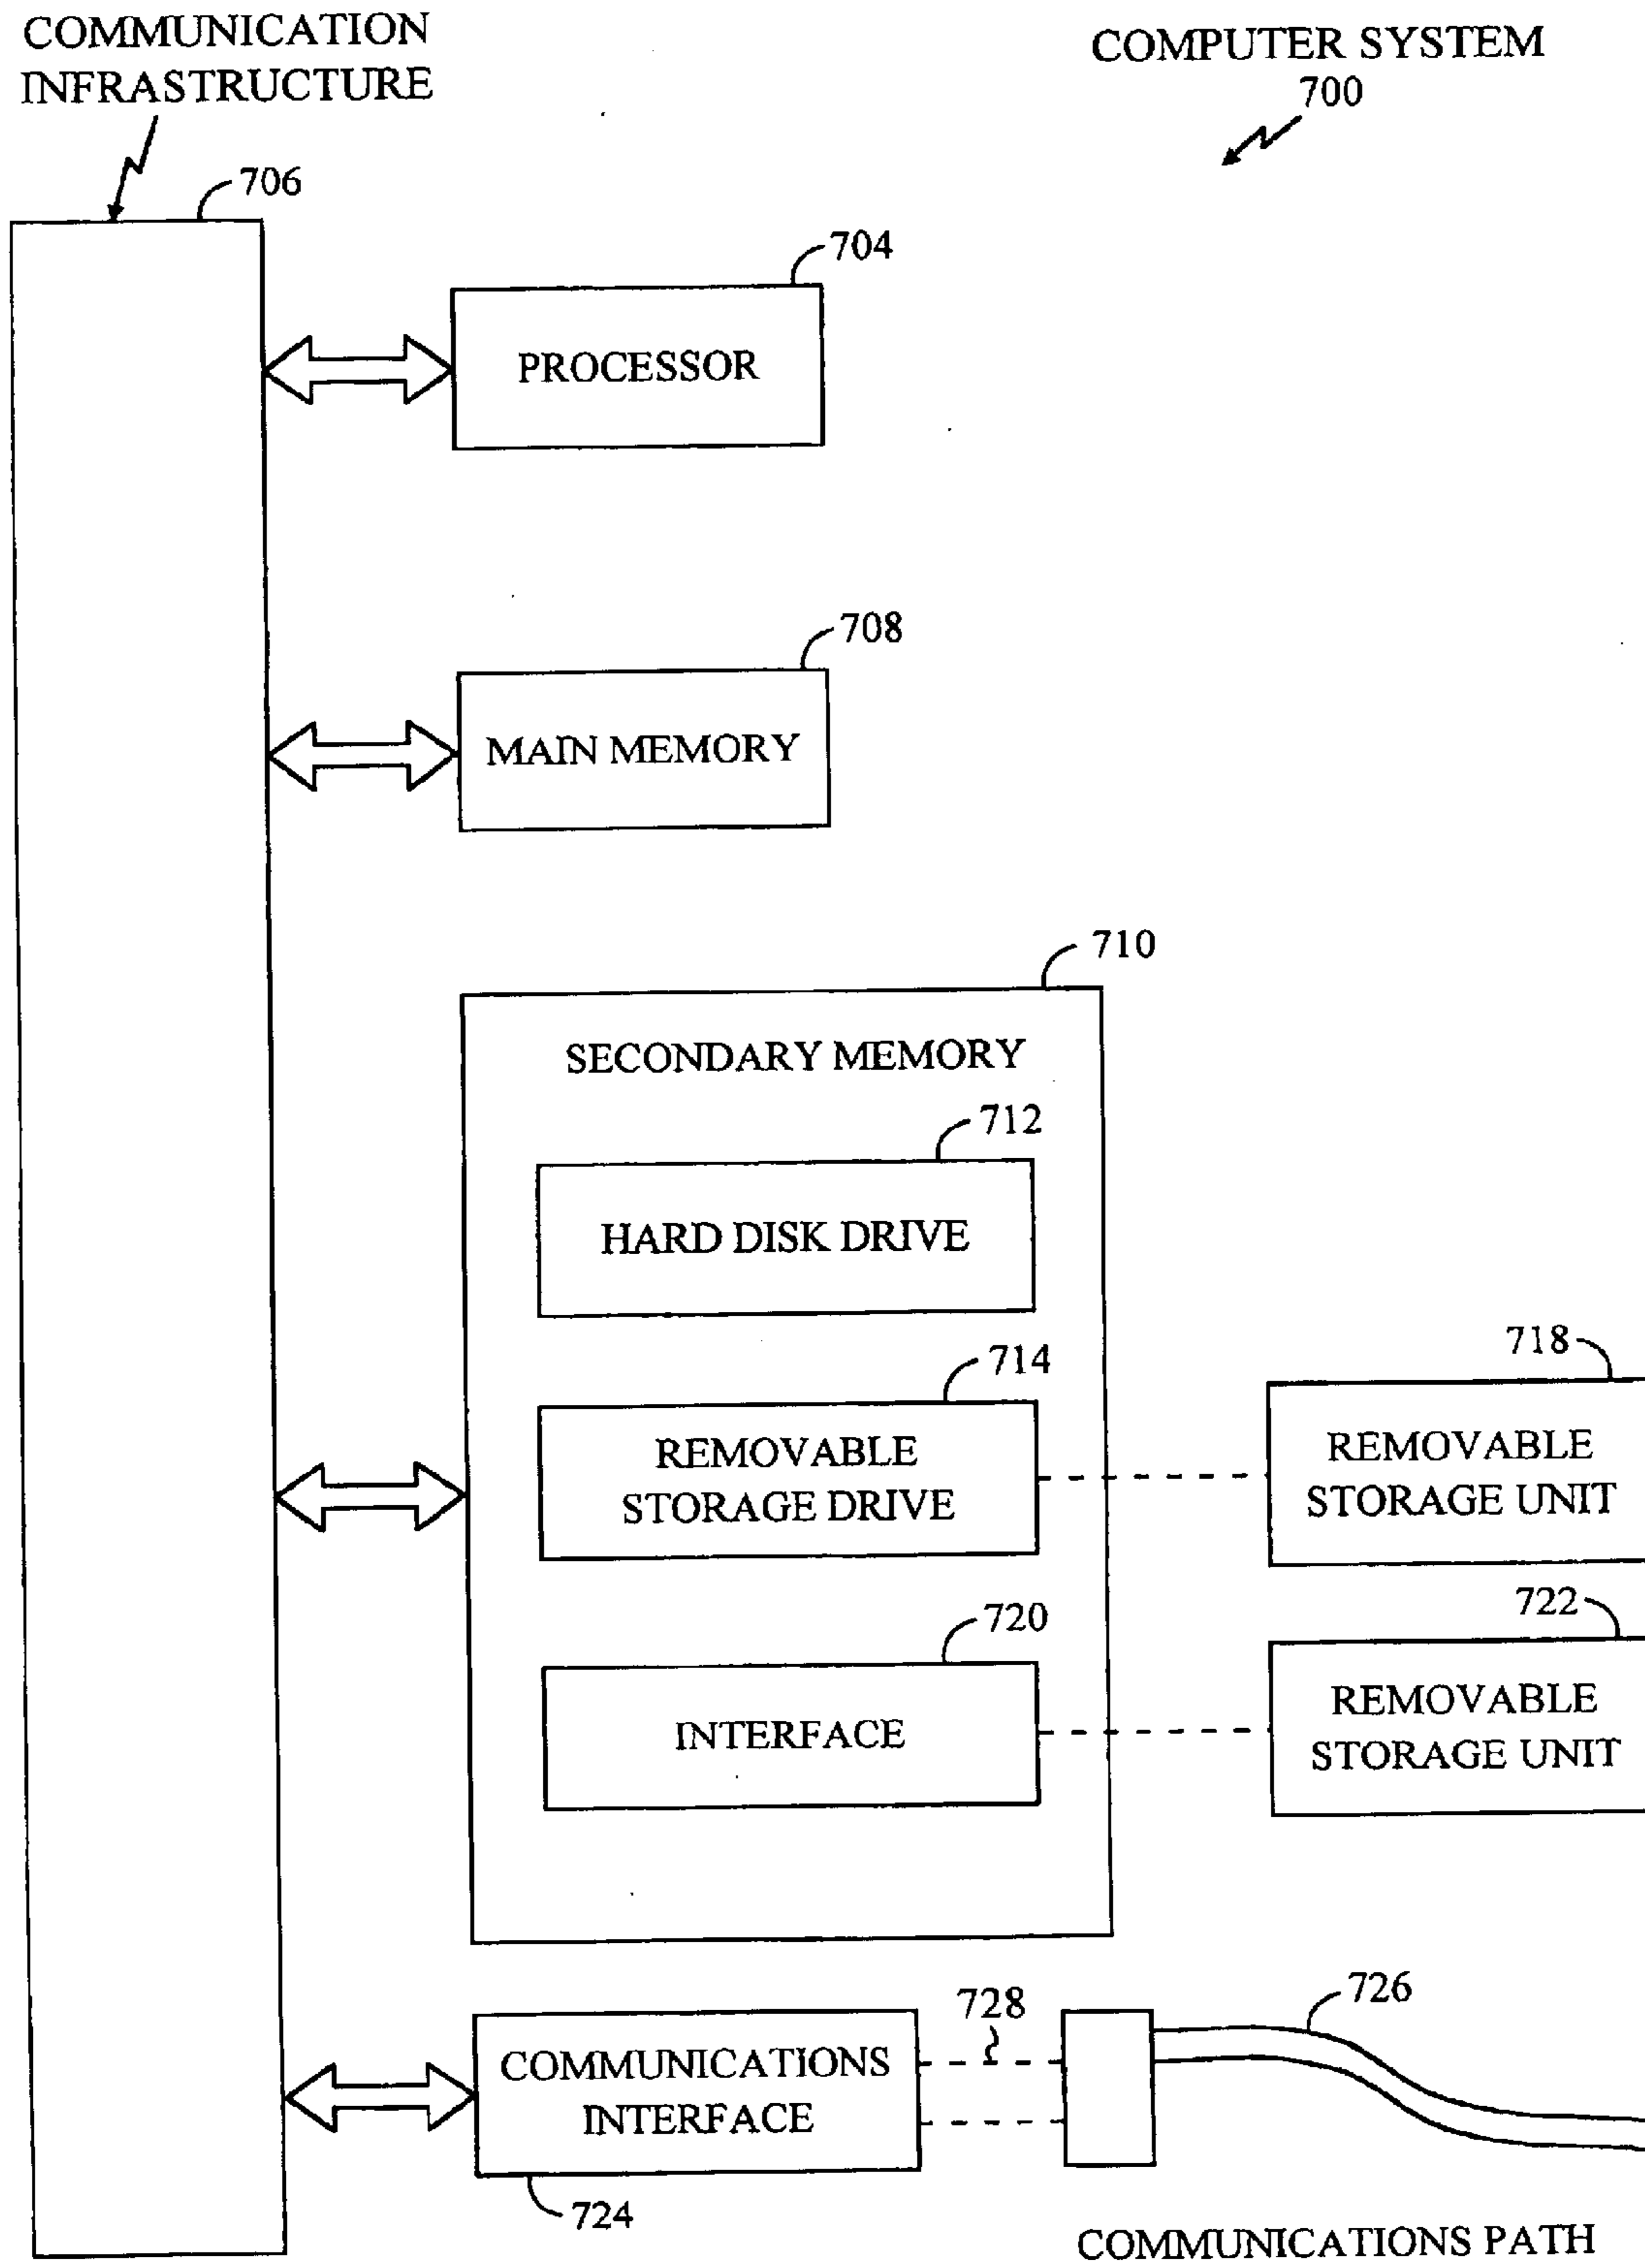 COMMUNICATION
INFRASTRUCTURE
COMPUTER SYSTEM
700
706
704
PROCESSOR
708
MAIN MEMORY
710
SECONDARY MEMORY
712
HARD DISK DRIVE
714
REMOVABLE
STORAGE DRIVE
718
REMOVABLE
STORAGE UNIT
720
INTERFACE
722
REMOVABLE
STORAGE UNIT
728
726
COMMUNICATIONS
INTERFACE
724
COMMUNICATIONS PATH